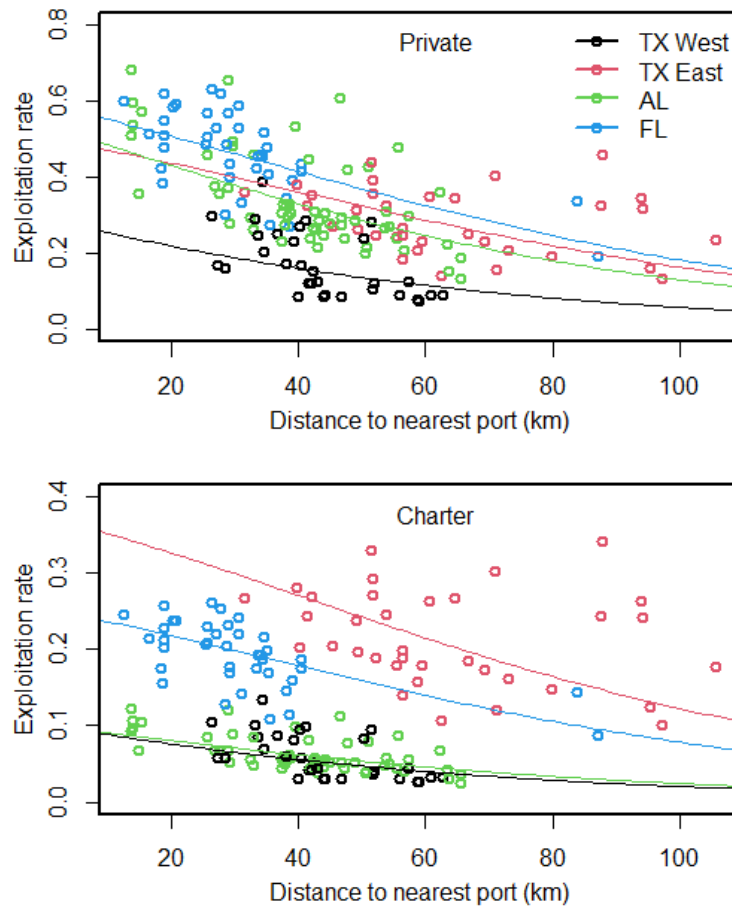 Private
TX West
TX East
AL
FL
0.8
0.6
0.4
0.2
0.0
Exploitation rate
20 40 60 80 100
Distance to nearest port (km)
Charter
0.4
0.3
0.2
0.1
0.0
Exploitation rate
20 40 60 80 100
Distance to nearest port (km)